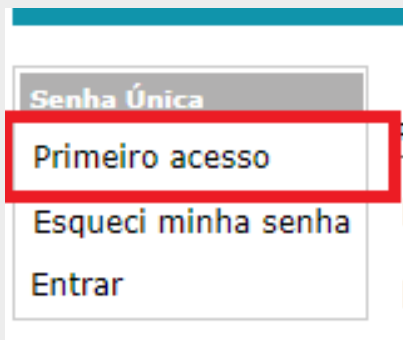 Senha Única
Primeiro acesso
Esqueci minha senha
Entrar